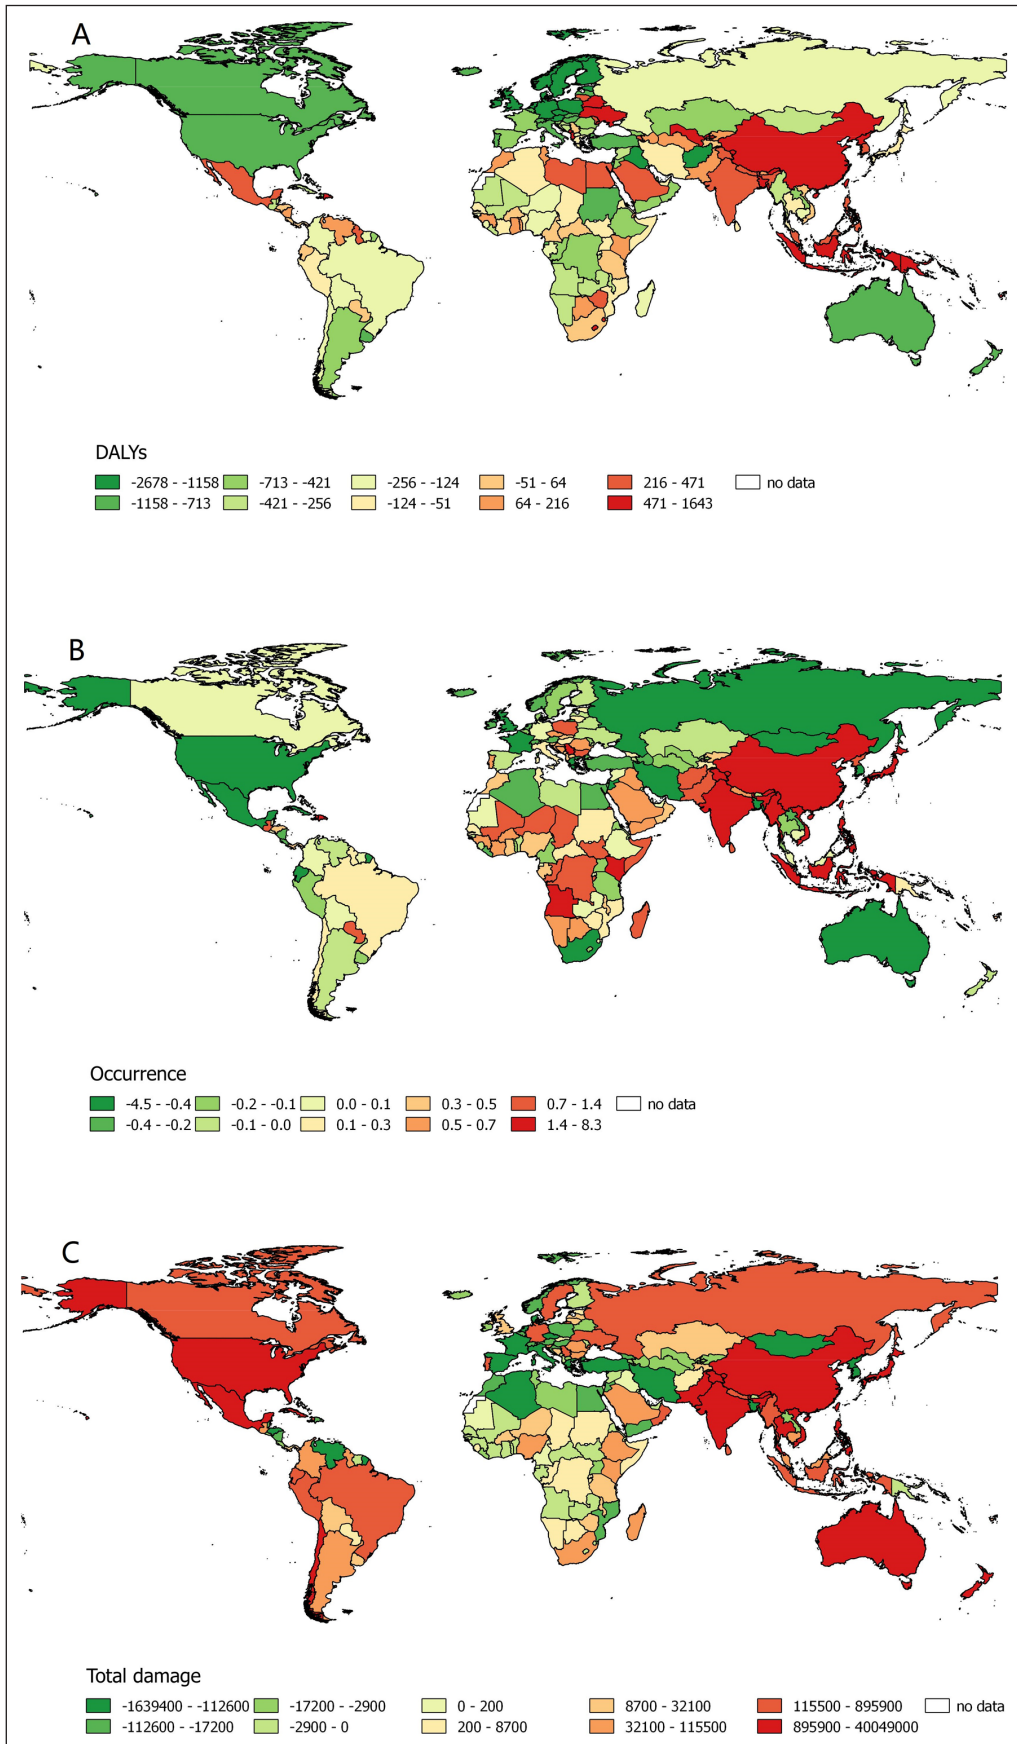 A
DALYs
-2678 - -1158 -713 - -421 -256 - -124 -51 - 64 216 - 471 no data
-1158 - -713 -421 - -256 -124 - -51 64 - 216 471 - 1643
B
Occurrence
-4.5 - -0.4 -0.2 - -0.1 0.0 - 0.1 0.3 - 0.5 0.7 - 1.4 no data
-0.4 - -0.2 -0.1 - 0.0 0.1 - 0.3 0.5 - 0.7 1.4 - 8.3
C
Total damage
-1639400 - -112600 -17200 - -2900 0 - 200 8700 - 32100 115500 - 895900 no data
-112600 - -17200 -2900 - 0 200 - 8700 32100 - 115500 895900 - 40049000